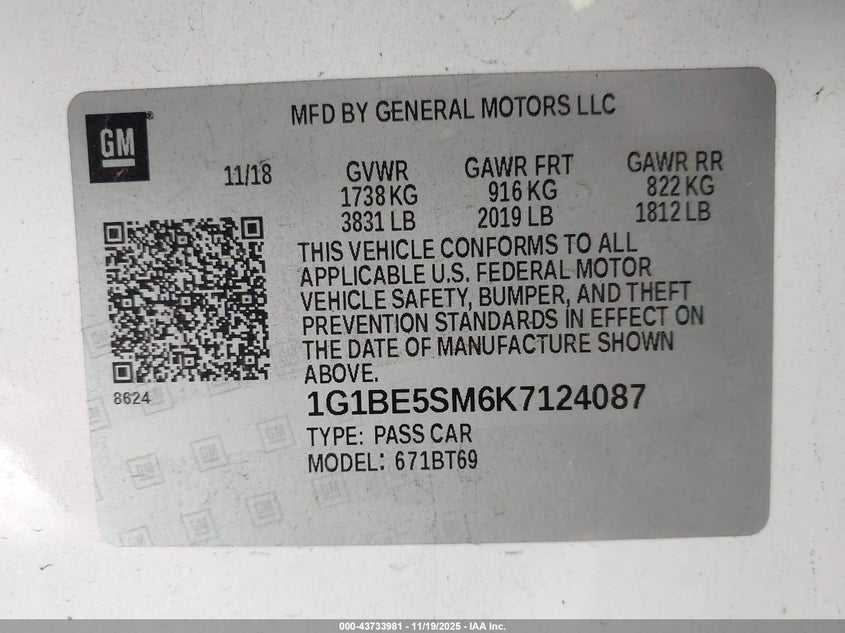 MFD BY GENERAL MOTORS LLC
GM®
11/18
GVWR
1738 KG
3831 LB
GAWR FRT
916 KG
2019 LB
GAWR RR
822 KG
1812 LB
THIS VEHICLE CONFORMS TO ALL
APPLICABLE U.S. FEDERAL MOTOR
VEHICLE SAFETY, BUMPER, AND THEFT
PREVENTION STANDARDS IN EFFECT ON
THE DATE OF MANUFACTURE SHOWN
ABOVE.
8624
1G1BE5SM6K7124087
TYPE: PASS CAR
MODEL: 671BT69
000-43733981 - 11/19/2025 - IAA Inc.